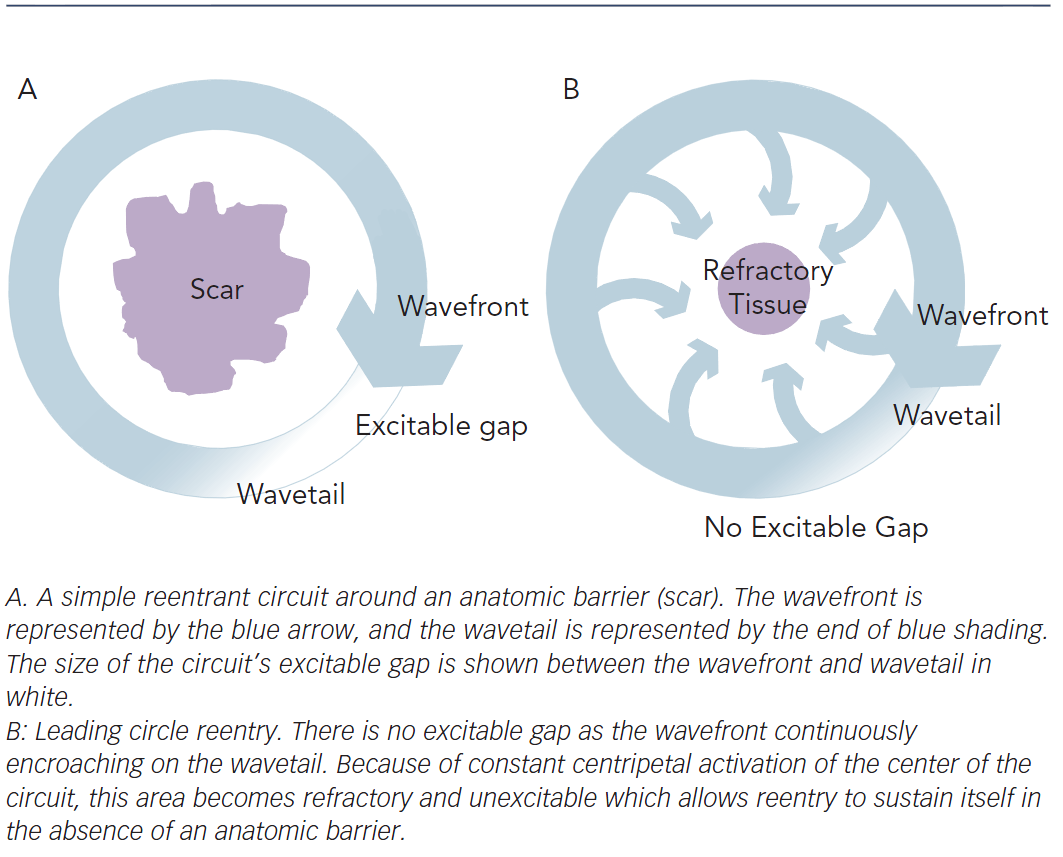 A
B
Scar
Wavefront
Excitable gap
Wavetail
Refractory
Tissue
Wavefront
Wavetail
No Excitable Gap
A. A simple reentrant circuit around an anatomic barrier (scar). The wavefront is
represented by the blue arrow, and the wavetail is represented by the end of blue shading.
The size of the circuit’s excitable gap is shown between the wavefront and wavetail in
white.
B: Leading circle reentry. There is no excitable gap as the wavefront continuously
encroaching on the wavetail. Because of constant centripetal activation of the center of the
circuit, this area becomes refractory and unexcitable which allows reentry to sustain itself in
the absence of an anatomic barrier.